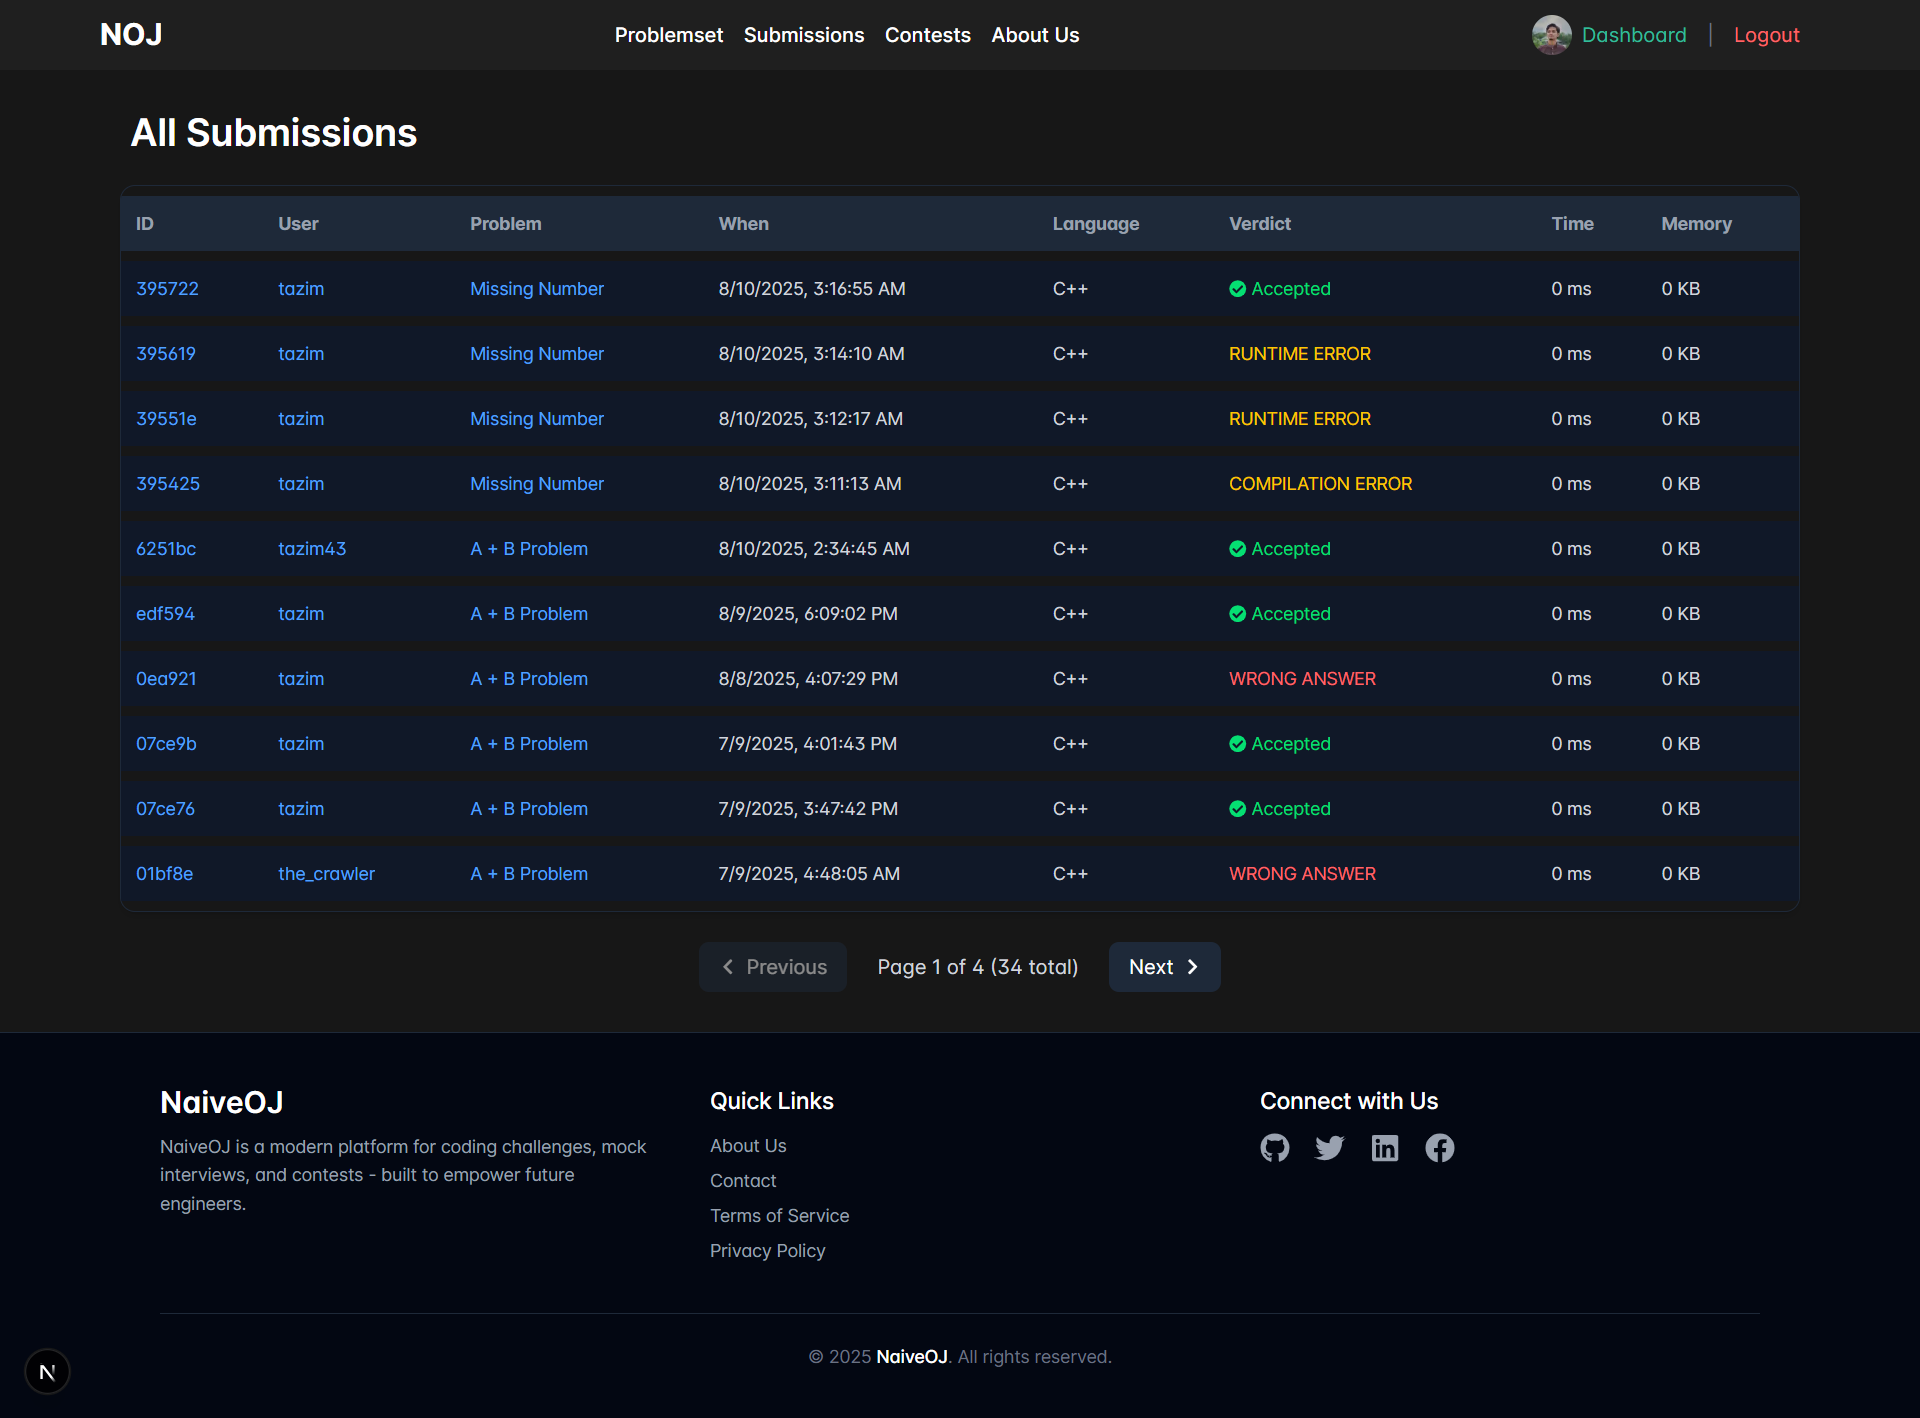 NOJ
Problemset Submissions Contests About Us
Dashboard | Logout
All Submissions
ID User Problem When Language Verdict Time Memory
395722 tazim Missing Number 8/10/2025, 3:16:55 AM C++ Accepted 0 ms 0 KB
395619 tazim Missing Number 8/10/2025, 3:14:10 AM C++ RUNTIME ERROR 0 ms 0 KB
39551e tazim Missing Number 8/10/2025, 3:12:17 AM C++ RUNTIME ERROR 0 ms 0 KB
395425 tazim Missing Number 8/10/2025, 3:11:13 AM C++ COMPILATION ERROR 0 ms 0 KB
6251bc tazim43 A + B Problem 8/10/2025, 2:34:45 AM C++ Accepted 0 ms 0 KB
edf594 tazim A + B Problem 8/9/2025, 6:09:02 PM C++ Accepted 0 ms 0 KB
0ea921 tazim A + B Problem 8/8/2025, 4:07:29 PM C++ WRONG ANSWER 0 ms 0 KB
07ce9b tazim A + B Problem 7/9/2025, 4:01:43 PM C++ Accepted 0 ms 0 KB
07ce76 tazim A + B Problem 7/9/2025, 3:47:42 PM C++ Accepted 0 ms 0 KB
01bf8e the_crawler A + B Problem 7/9/2025, 4:48:05 AM C++ WRONG ANSWER 0 ms 0 KB
Previous Page 1 of 4 (34 total) Next
NaiveOJ
NaiveOJ is a modern platform for coding challenges, mock
interviews, and contests - built to empower future
engineers.
Quick Links
About Us
Contact
Terms of Service
Privacy Policy
Connect with Us
© 2025 NaiveOJ. All rights reserved.
N